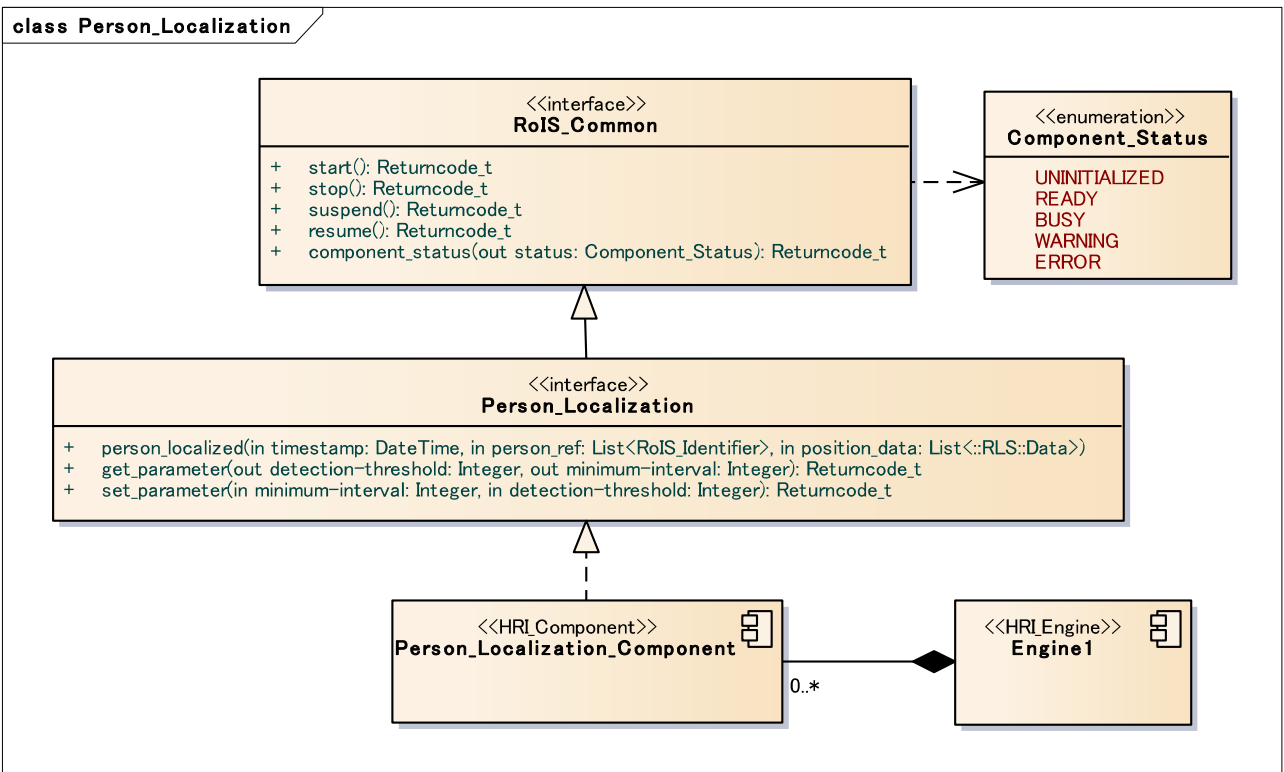 class Person_Localization
<<interface>>
RoIS_Common
+ start(): Returncode_t
+ stop(): Returncode_t
+ suspend(): Returncode_t
+ resume(): Returncode_t
+ component_status(out status: Component_Status): Returncode_t
<<enumeration>>
Component_Status
UNINITIALIZED
READY
BUSY
WARNING
ERROR
<<interface>>
Person_Localization
+ person_localized(in timestamp: DateTime, in person_ref: List<RoIS_Identifier>, in position_data: List<::RLS::Data>)
+ get_parameter(out detection-threshold: Integer, out minimum-interval: Integer): Returncode_t
+ set_parameter(in minimum-interval: Integer, in detection-threshold: Integer): Returncode_t
<<HRI_Component>>
Person_Localization_Component
0..*
<<HRI_Engine>>
Engine1